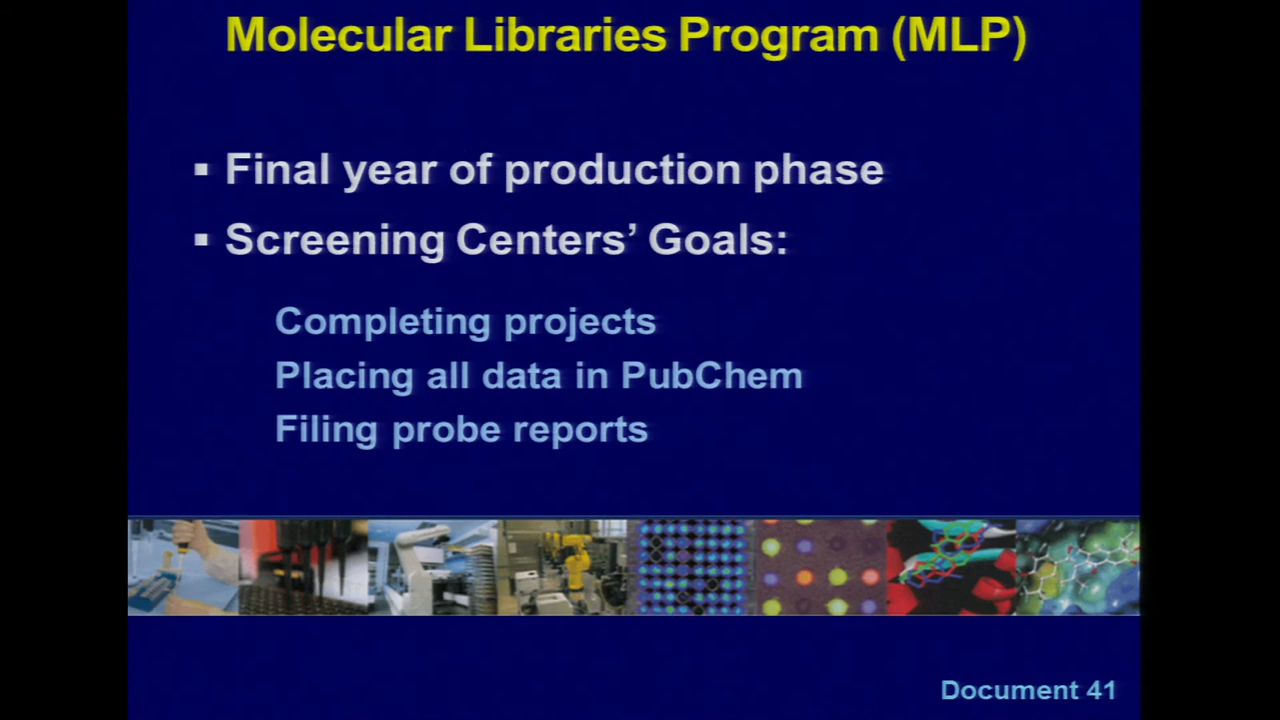 Molecular Libraries Program (MLP)
▪ Final year of production phase
▪ Screening Centers’ Goals:
Completing projects
Placing all data in PubChem
Filing probe reports
Document 41